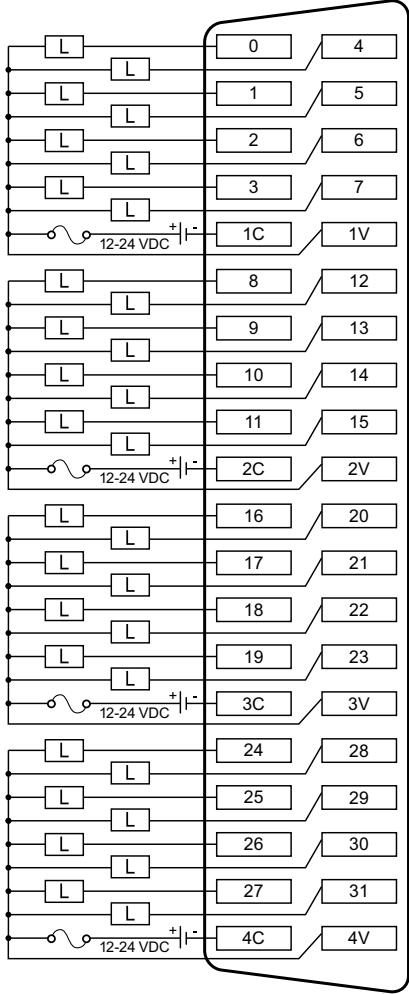 L 0 4
L
L 1 5
L
L 2 6
L
L 3 7
L
+ - 1C 1V
12-24 VDC
L 8 12
L
L 9 13
L
L 10 14
L
L 11 15
L
+ - 2C 2V
12-24 VDC
L 16 20
L
L 17 21
L
L 18 22
L
L 19 23
L
+ - 3C 3V
12-24 VDC
L 24 28
L
L 25 29
L
L 26 30
L
L 27 31
L
+ - 4C 4V
12-24 VDC